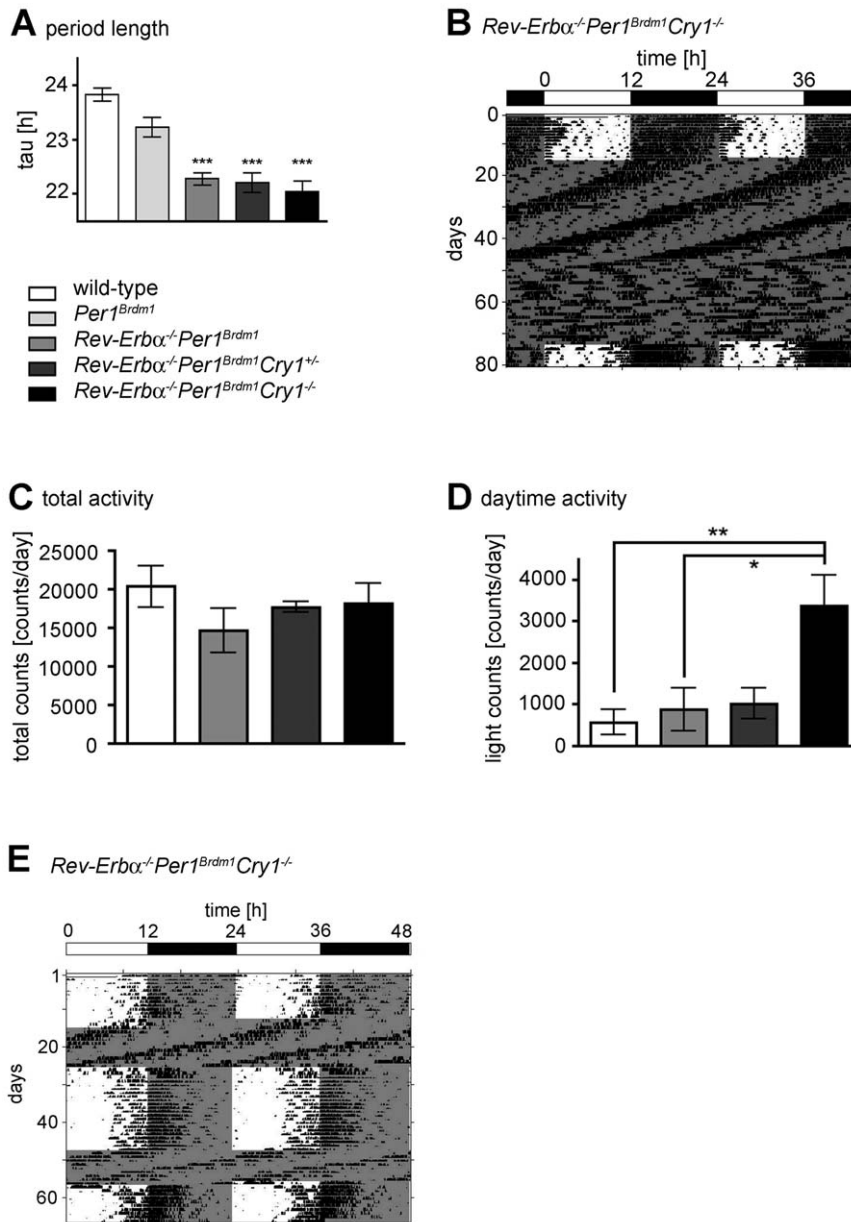 A period length
tau [h]
24
23
22
*** *** ***
wild-type
Per1Brdm1
Rev-Erbα-/-Per1Brdm1
Rev-Erbα-/-Per1Brdm1Cry1+/-
Rev-Erbα-/-Per1Brdm1Cry1-/-
B Rev-Erbα-/-Per1Brdm1Cry1-/-
time [h]
0 12 24 36
days
0
20
40
60
80
C total activity
total counts [counts/day]
25000
20000
15000
10000
5000
0
D daytime activity
light counts [counts/day]
4000
3000
2000
1000
0
**
*
E Rev-Erbα-/-Per1Brdm1Cry1-/-
time [h]
0 12 24 36 48
days
1
20
40
60